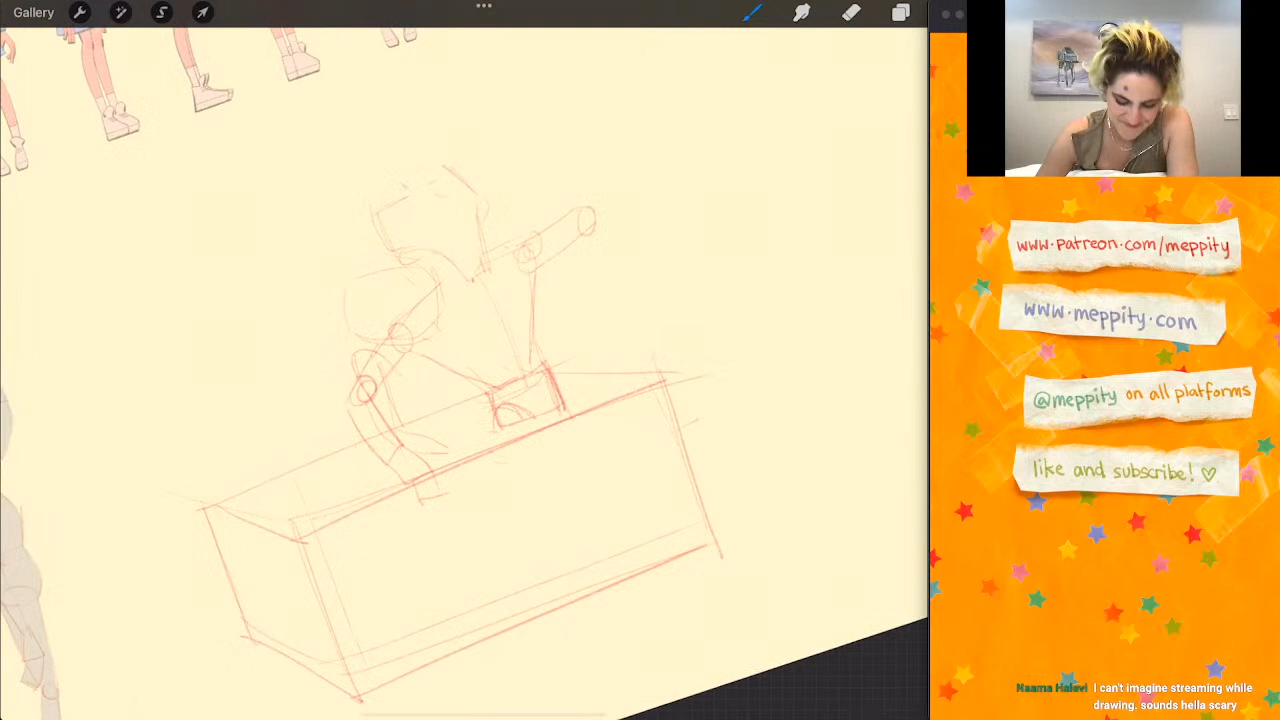 Gallery
www.patreon.com/meppity
www.meppity.com
@meppity on all platforms
like and subscribe! ♡
Naama Halevi I can't imagine streaming while
drawing. sounds hella scary